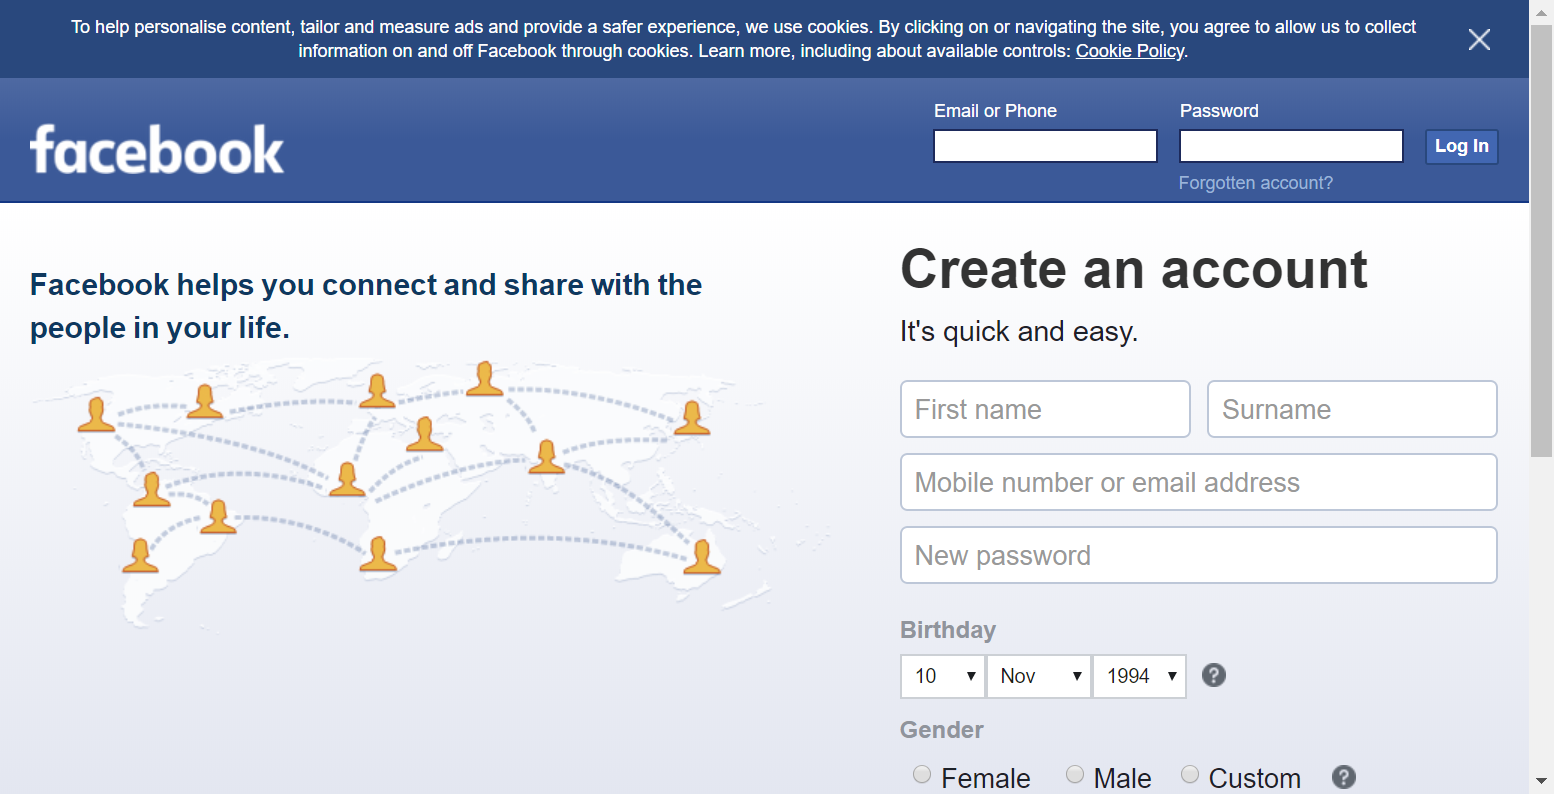 To help personalise content, tailor and measure ads and provide a safer experience, we use cookies. By clicking on or navigating the site, you agree to allow us to collect
information on and off Facebook through cookies. Learn more, including about available controls: Cookie Policy.
facebook
Email or Phone
Password
Log In
Forgotten account?
Facebook helps you connect and share with the
people in your life.
Create an account
It's quick and easy.
First name
Surname
Mobile number or email address
New password
Birthday
10 Nov 1994 ?
Gender
Female Male Custom ?